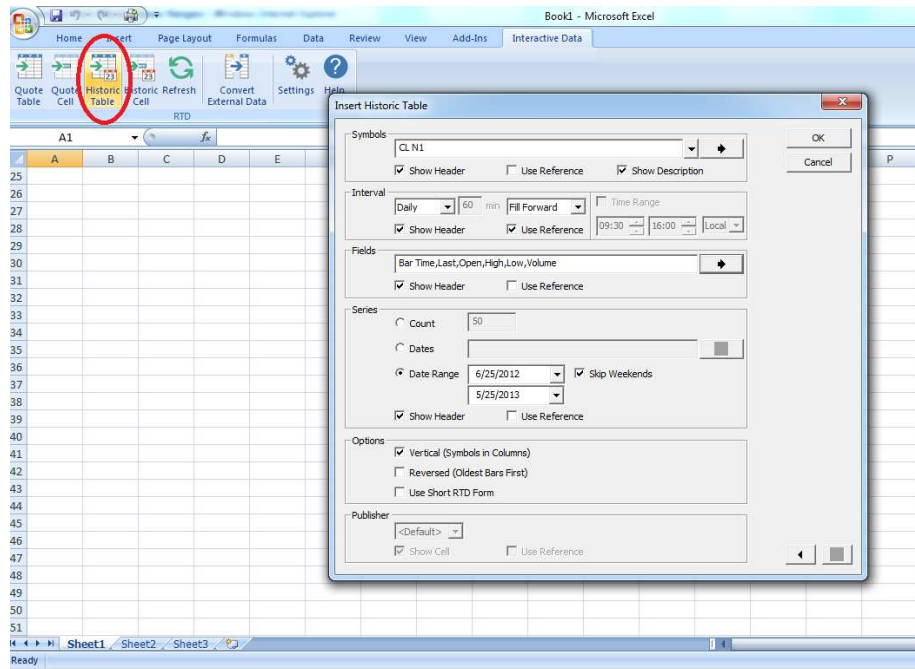 Book1 - Microsoft Excel
Home Insert Page Layout Formulas Data Review View Add-Ins Interactive Data
Quote Table
Quote Cell
Historic Table
Historic Cell
Refresh
Convert External Data
Settings
Help
RTD
A1
fx
A B C D E P
25
26
27
28
29
30
31
32
33
34
35
36
37
38
39
40
41
42
43
44
45
46
47
48
49
50
51
Insert Historic Table
OK
Cancel
Symbols
CL N1
Show Header Use Reference Show Description
Interval
Daily 60 min Fill Forward Time Range
09:30 16:00 Local
Show Header Use Reference
Fields
Bar Time,Last,Open,High,Low,Volume
Show Header Use Reference
Series
Count 50
Dates
Date Range 6/25/2012 Skip Weekends
5/25/2013
Show Header Use Reference
Options
Vertical (Symbols in Columns)
Reversed (Oldest Bars First)
Use Short RTD Form
Publisher
<Default>
Show Cell Use Reference
Sheet1 Sheet2 Sheet3
Ready